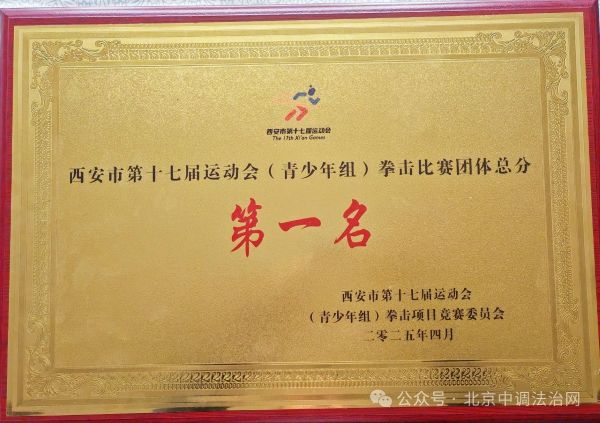 西安市第十七届运动会
The 17th Xi'an Games
西安市第十七届运动会（青少年组）拳击比赛团体总分
第一名
西安市第十七届运动会
（青少年组）拳击项目竞赛委员会
二〇二五年四月
公众号·北京中调法治网